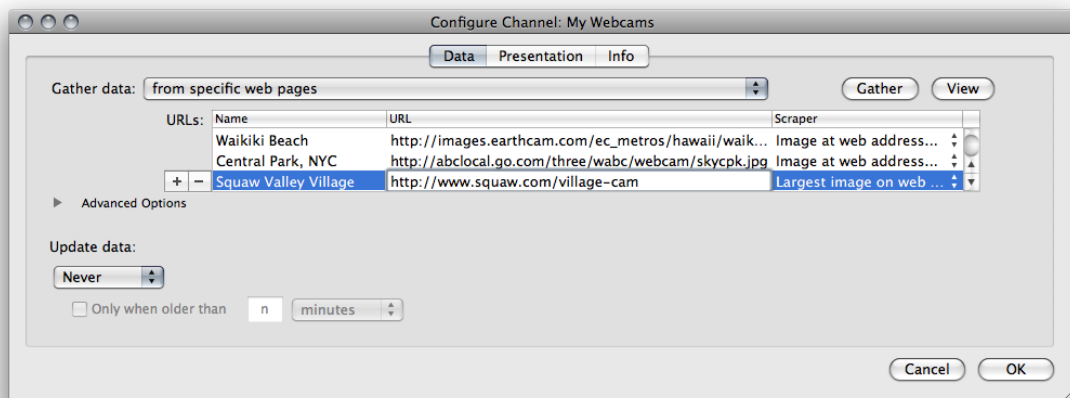 Configure Channel: My Webcams
Data Presentation Info
Gather data: from specific web pages Gather View
URLs: Name URL Scraper
Waikiki Beach http://images.earthcam.com/ec_metros/hawaii/waik... Image at web address...
Central Park, NYC http://abclocal.go.com/three/wabc/webcam/skycpk.jpg Image at web address...
+ - Squaw Valley Village http://www.squaw.com/village-cam Largest image on web ...
Advanced Options
Update data:
Never
Only when older than n minutes
Cancel OK